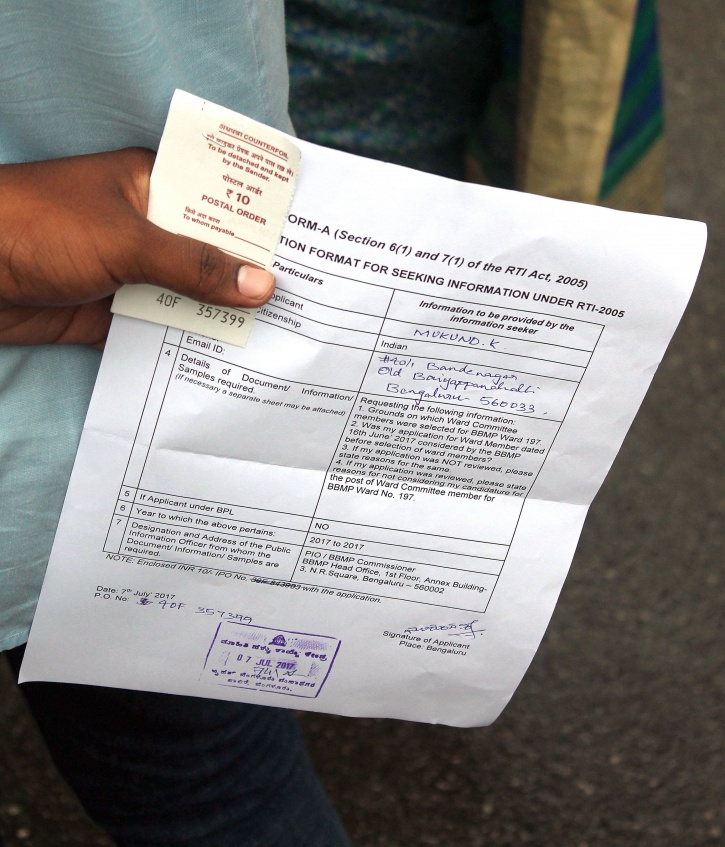 अधपन्ना COUNTERFOIL
To be detached and kept
by the Sender.
पोस्टल आर्डर
₹ 10
POSTAL ORDER
किसे अदा करना
To whom payable
40F 357399
ORM-A (Section 6(1) and 7(1) of the RTI Act, 2005)
TION FORMAT FOR SEEKING INFORMATION UNDER RTI-2005
Particulars
Information to be provided by the
information seeker
pplicant
MUKUND.K.
itizenship
Indian
Email ID:
Bandenagar
Old Baiyappanahalli
Bengaluru 560033.
4 Details of Document/ Information/
Samples required.
(If necessary a separate sheet may be attached)
Requesting the following information:
1. Grounds on which Ward Committee
members were selected for BBMP Ward 197
2. Was my application for Ward Member dated
16th June' 2017 considered by the BBMP
before selection of ward members?
3. If my application was NOT reviewed, please
state reasons for the same.
4. If my application was reviewed, please state
reasons for not considering my candidature for
the post of Ward Committee member for
BBMP Ward No. 197.
5 If Applicant under BPL
NO
6 Year to which the above pertains:
2017 to 2017
7 Designation and Address of the Public
Information Officer from whom the
Document/ Information/ Samples are
required.
PIO / BBMP Commissioner
BBMP Head Office, 1st Floor, Annex Building-
3, N.R.Square, Bengaluru – 560002
NOTE: Enclosed INR 10/- IPO No. with the application.
Date: 7th July' 2017
P.O. No: 40F 357399
Signature of Applicant
Place: Bengaluru
07 JUL 2017